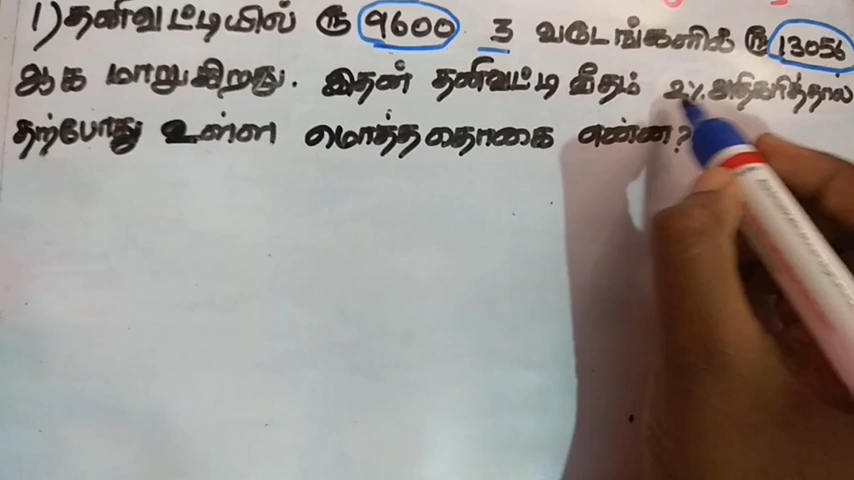 1) தனிவட்டியில் ரூ 9600 3 வருடங்களில் ரூ 13056
ஆக மாறுகிறது. இதன் தனிவட்டி வீதம் 2% அதிகரித்தால்
தற்போது உள்ள மொத்த தொகை என்ன?